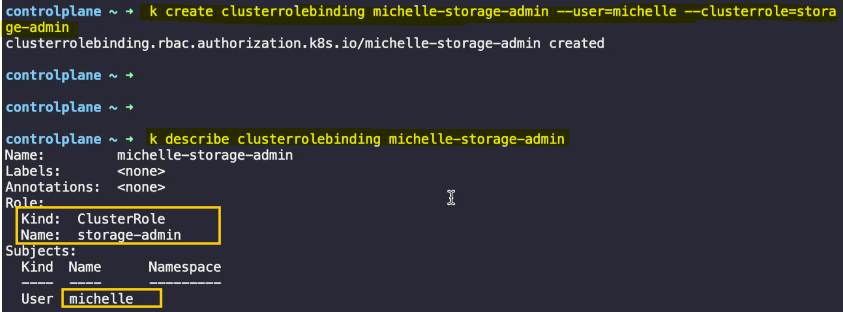 controlplane ~ ➜ k create clusterrolebinding michelle-storage-admin --user=michelle --clusterrole=stora
ge-admin
clusterrolebinding.rbac.authorization.k8s.io/michelle-storage-admin created
controlplane ~ ➜
controlplane ~ ➜
controlplane ~ ➜ k describe clusterrolebinding michelle-storage-admin
Name:         michelle-storage-admin
Labels:       <none>
Annotations:  <none>
Role:
  Kind:  ClusterRole
  Name:  storage-admin
Subjects:
  Kind  Name      Namespace
  ----  ----      ---------
  User  michelle